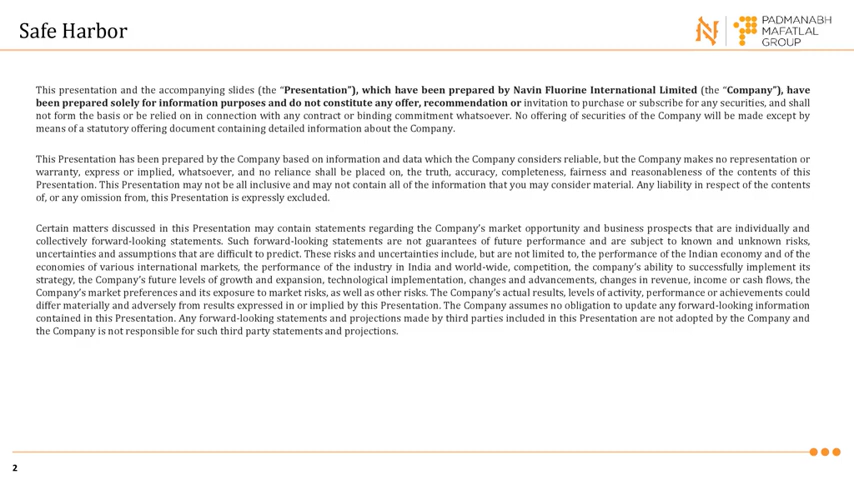 Safe Harbor
PADMANABH
MAFATLAL
GROUP
This presentation and the accompanying slides (the “Presentation”), which have been prepared by Navin Fluorine International Limited (the “Company”), have
been prepared solely for information purposes and do not constitute any offer, recommendation or invitation to purchase or subscribe for any securities, and shall
not form the basis or be relied on in connection with any contract or binding commitment whatsoever. No offering of securities of the Company will be made except by
means of a statutory offering document containing detailed information about the Company.
This Presentation has been prepared by the Company based on information and data which the Company considers reliable, but the Company makes no representation or
warranty, express or implied, whatsoever, and no reliance shall be placed on, the truth, accuracy, completeness, fairness and reasonableness of the contents of this
Presentation. This Presentation may not be all inclusive and may not contain all of the information that you may consider material. Any liability in respect of the contents
of, or any omission from, this Presentation is expressly excluded.
Certain matters discussed in this Presentation may contain statements regarding the Company’s market opportunity and business prospects that are individually and
collectively forward-looking statements. Such forward-looking statements are not guarantees of future performance and are subject to known and unknown risks,
uncertainties and assumptions that are difficult to predict. These risks and uncertainties include, but are not limited to, the performance of the Indian economy and of the
economies of various international markets, the performance of the industry in India and world-wide, competition, the company’s ability to successfully implement its
strategy, the Company’s future levels of growth and expansion, technological implementation, changes and advancements, changes in revenue, income or cash flows, the
Company’s market preferences and its exposure to market risks, as well as other risks. The Company’s actual results, levels of activity, performance or achievements could
differ materially and adversely from results expressed in or implied by this Presentation. The Company assumes no obligation to update any forward-looking information
contained in this Presentation. Any forward-looking statements and projections made by third parties included in this Presentation are not adopted by the Company and
the Company is not responsible for such third party statements and projections.
2